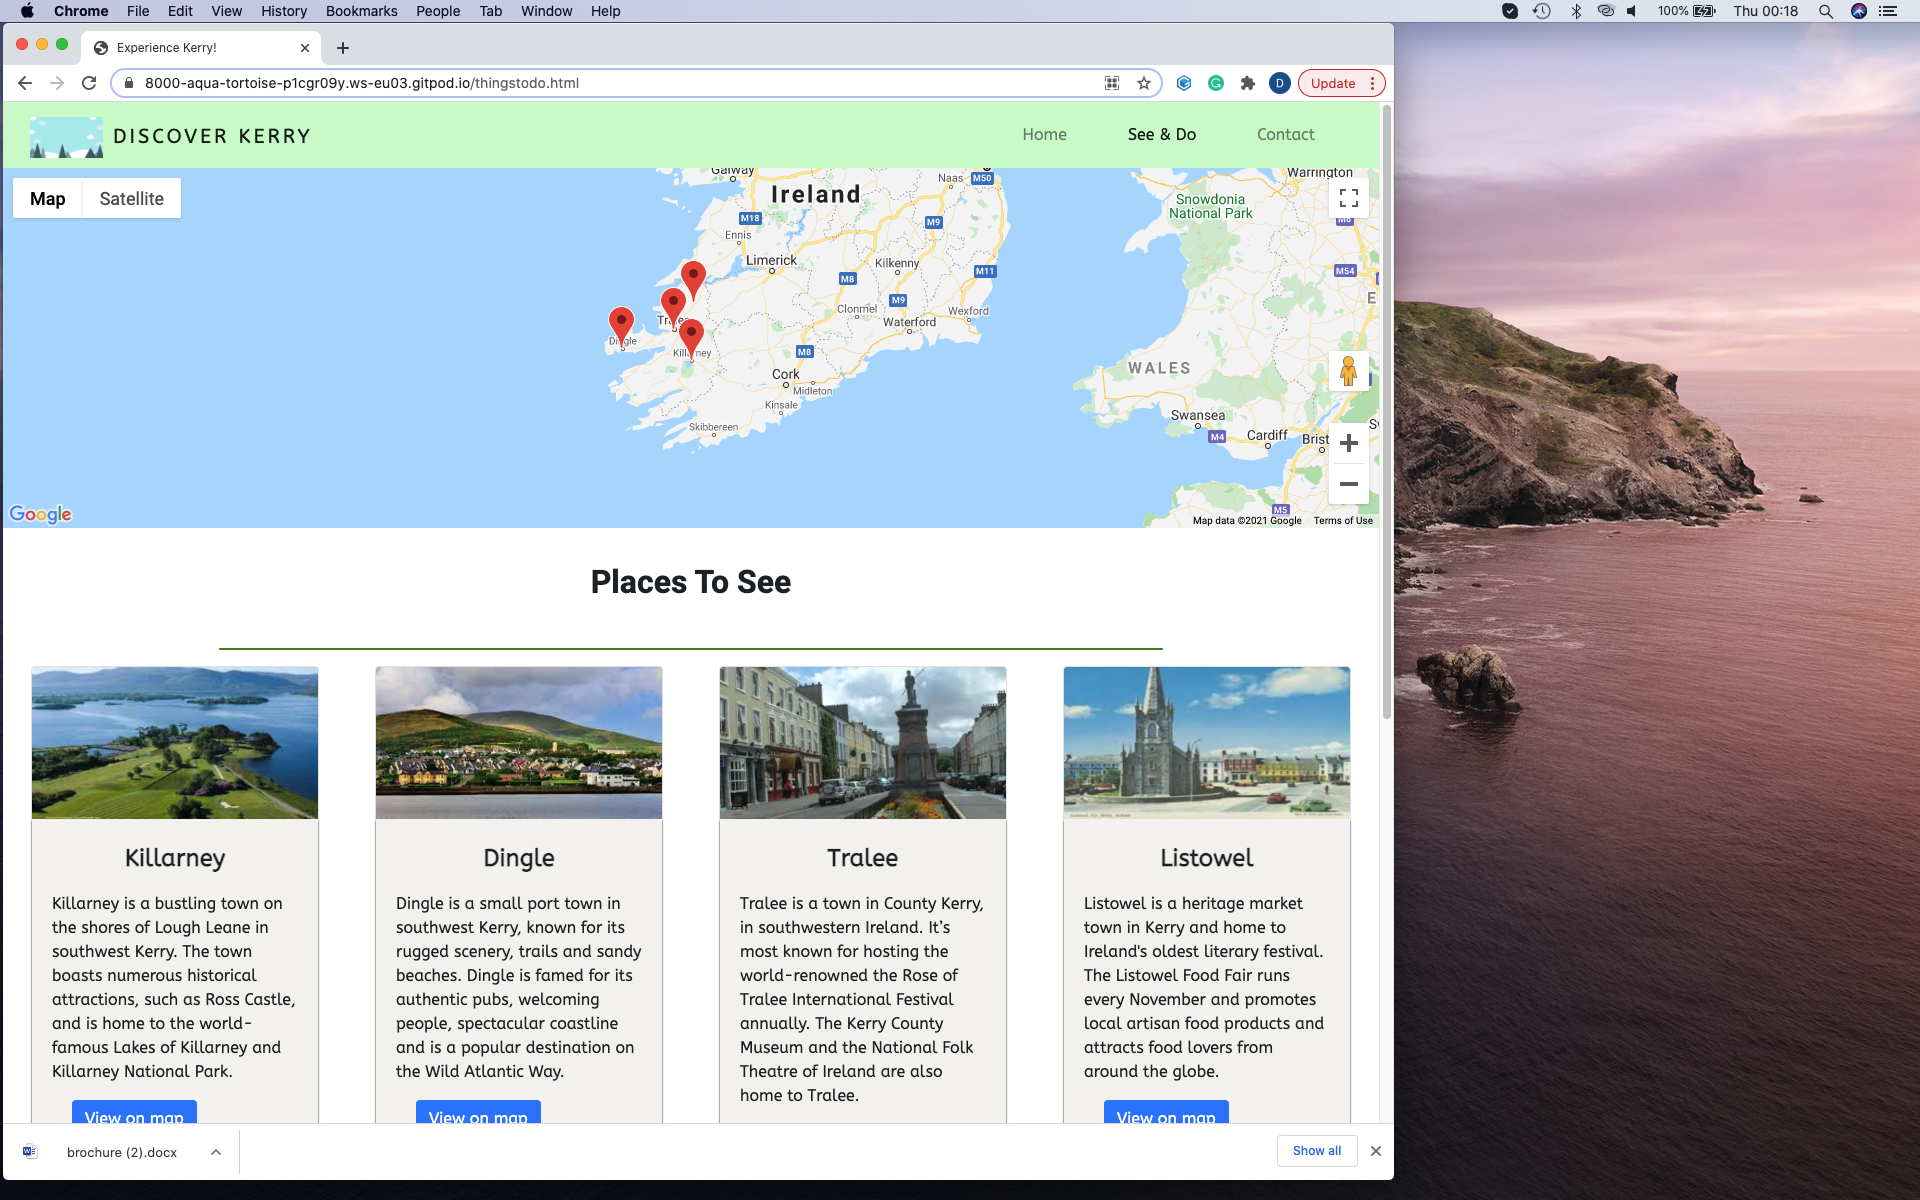 Chrome File Edit View History Bookmarks People Tab Window Help 100% Thu 00:18
Experience Kerry!
8000-aqua-tortoise-p1cgr09y.ws-eu03.gitpod.io/thingstodo.html D Update
DISCOVER KERRY Home See & Do Contact
Map Satellite
Galway
Ireland
Naas
M50
Warrington
Snowdonia
National Park
M18
M9
M6
Ennis
Limerick
Kilkenny
M8
M11
M54
M9
Clonmel
Wexford
Waterford
Dingle
Killarney
M8
WALES
Cork
Midleton
Kinsale
Skibbereen
Swansea
M4
Cardiff
Brist
M5
Google
Map data ©2021 Google Terms of Use
Places To See
Killarney
Killarney is a bustling town on
the shores of Lough Leane in
southwest Kerry. The town
boasts numerous historical
attractions, such as Ross Castle,
and is home to the world-
famous Lakes of Killarney and
Killarney National Park.
View on map
Dingle
Dingle is a small port town in
southwest Kerry, known for its
rugged scenery, trails and sandy
beaches. Dingle is famed for its
authentic pubs, welcoming
people, spectacular coastline
and is a popular destination on
the Wild Atlantic Way.
View on map
Tralee
Tralee is a town in County Kerry,
in southwestern Ireland. It’s
most known for hosting the
world-renowned the Rose of
Tralee International Festival
annually. The Kerry County
Museum and the National Folk
Theatre of Ireland are also
home to Tralee.
Listowel
Listowel is a heritage market
town in Kerry and home to
Ireland's oldest literary festival.
The Listowel Food Fair runs
every November and promotes
local artisan food products and
attracts food lovers from
around the globe.
View on map
brochure (2).docx
Show all